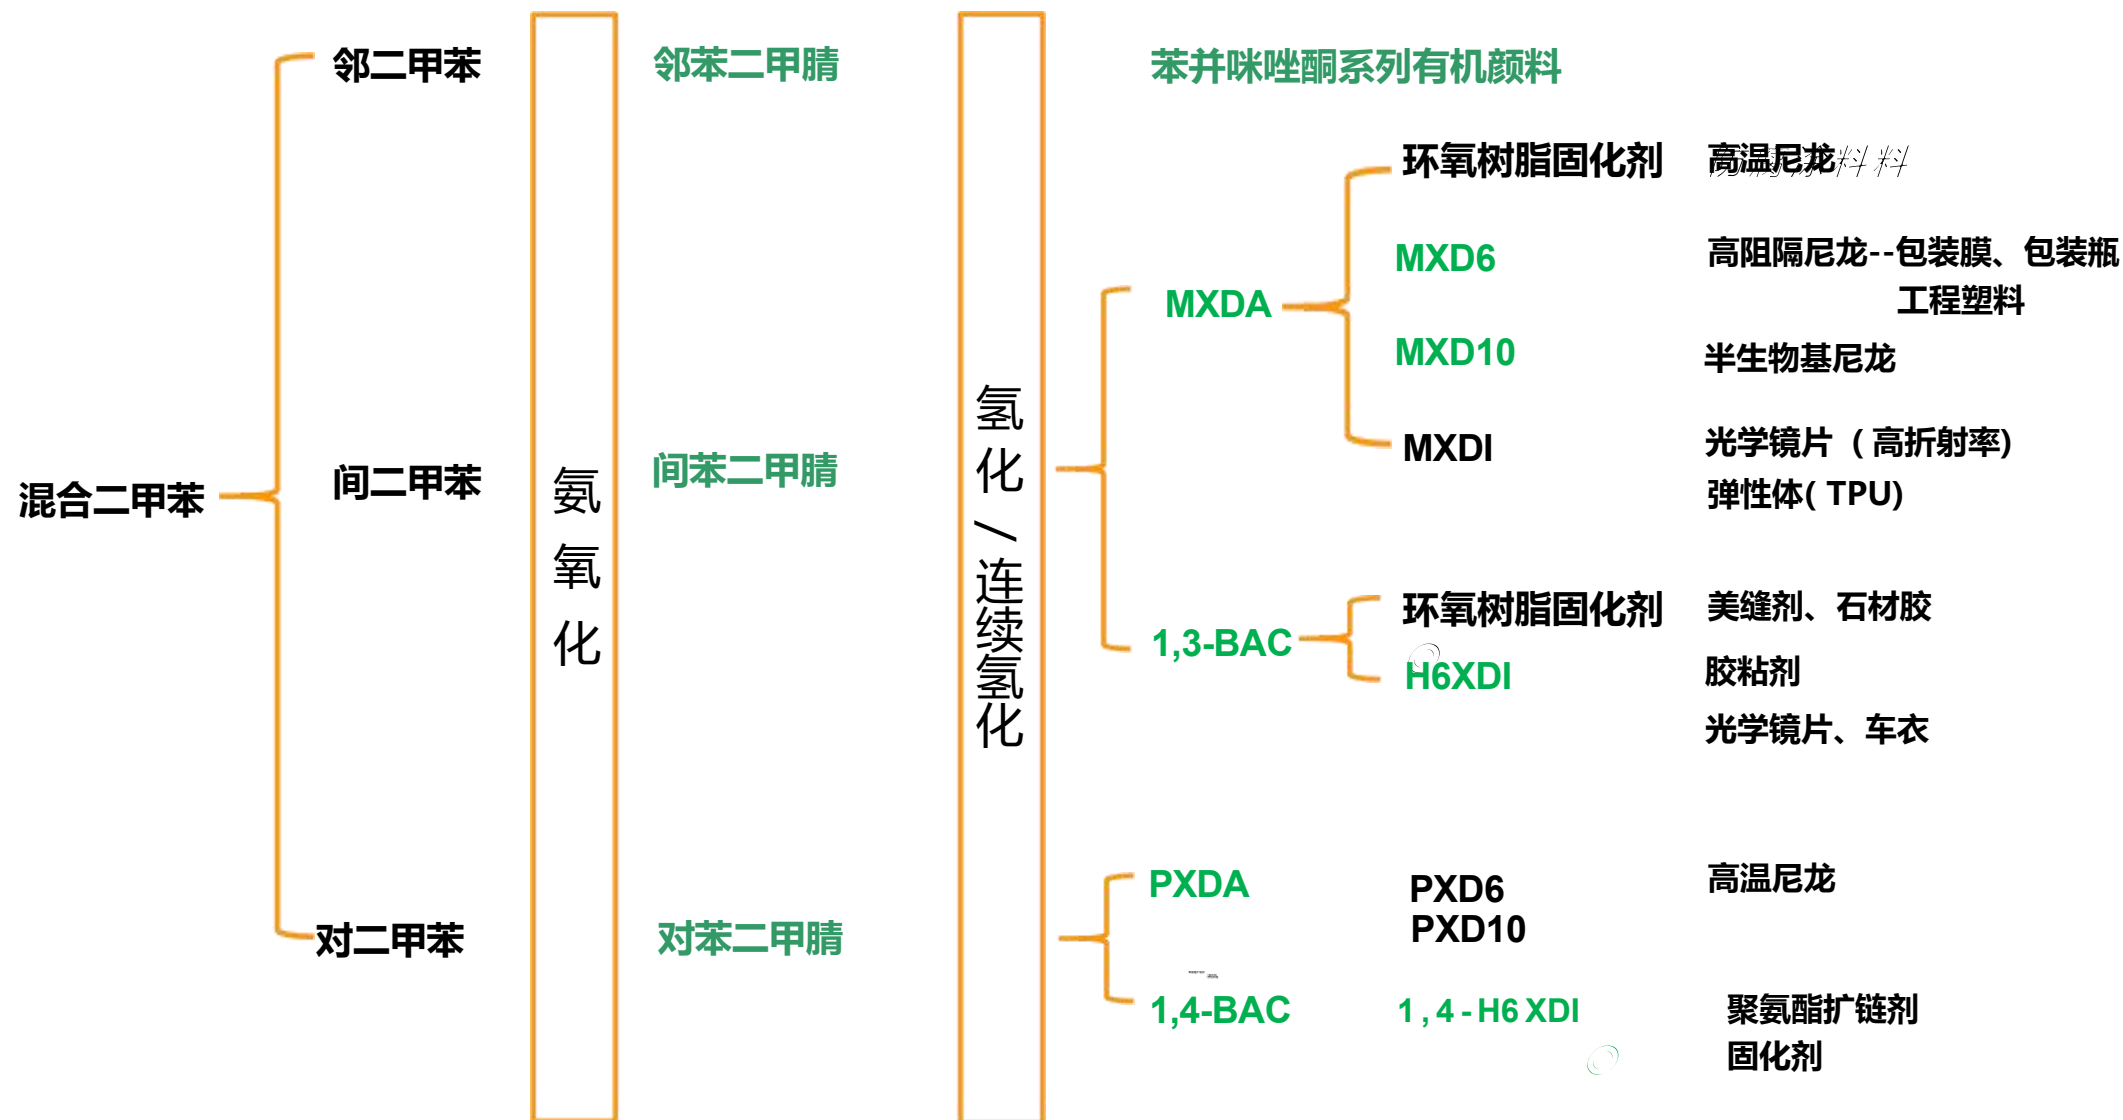 邻二甲苯
邻苯二甲腈
苯并咪唑酮系列有机颜料
环氧树脂固化剂
高温尼龙
MXD6
高阻隔尼龙--包装膜、包装瓶
工程塑料
MXDA
MXD10
半生物基尼龙
MXDI
光学镜片（高折射率)
弹性体( TPU)
混合二甲苯
间二甲苯
氨氧化
间苯二甲腈
氢化/连续氢化
1,3-BAC
环氧树脂固化剂
美缝剂、石材胶
H6XDI
胶粘剂
光学镜片、车衣
对二甲苯
对苯二甲腈
PXDA
PXD6
高温尼龙
PXD10
1,4-BAC
1,4-H6 XDI
聚氨酯扩链剂
固化剂